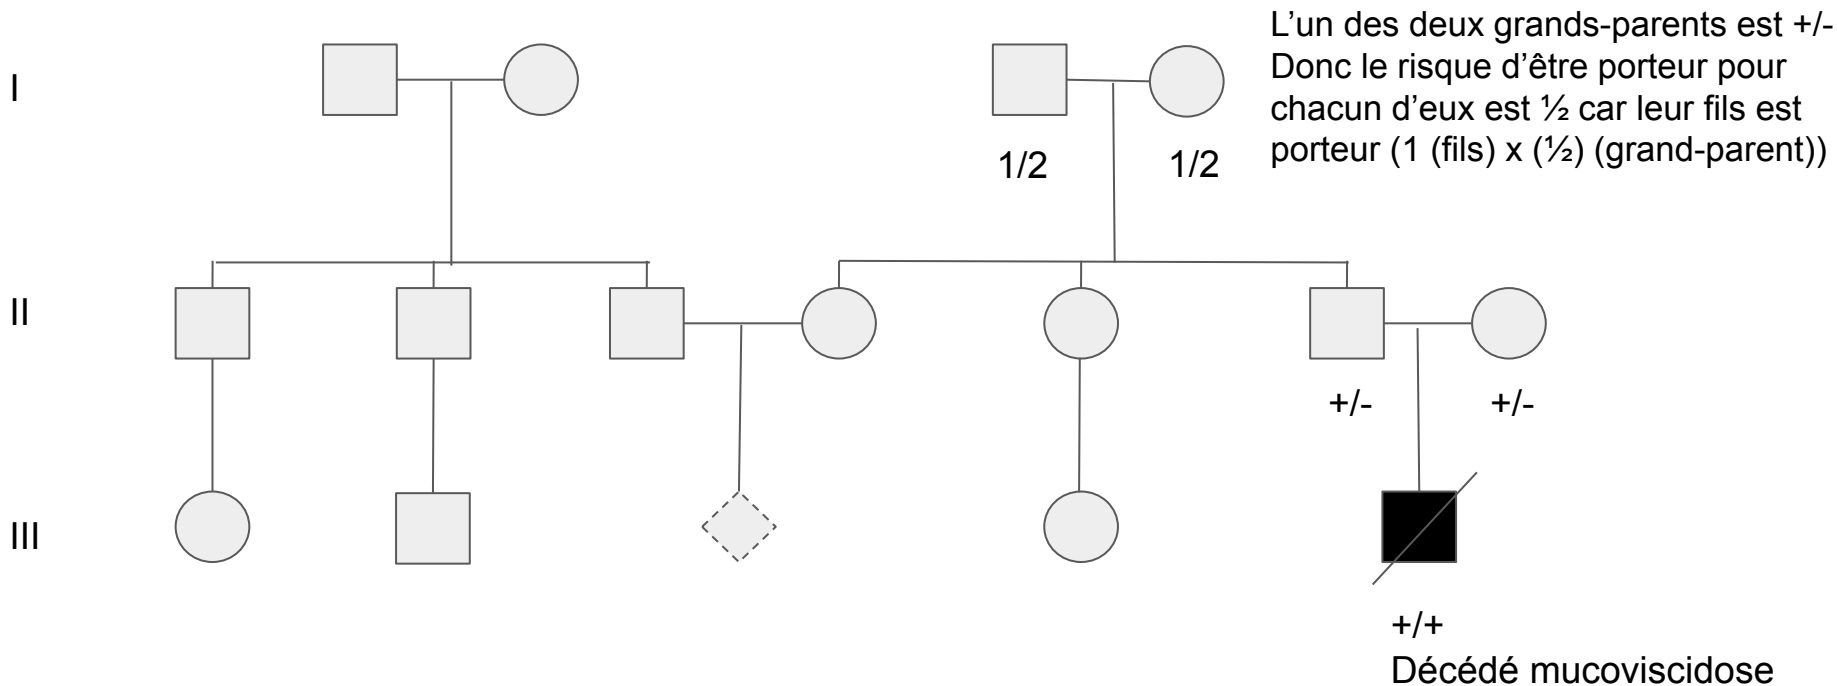 L’un des deux grands-parents est +/-
Donc le risque d’être porteur pour
chacun d’eux est ½ car leur fils est
porteur (1 (fils) x (½) (grand-parent))
I
1/2
1/2
II
+/-
+/-
III
+/+
Décédé mucoviscidose